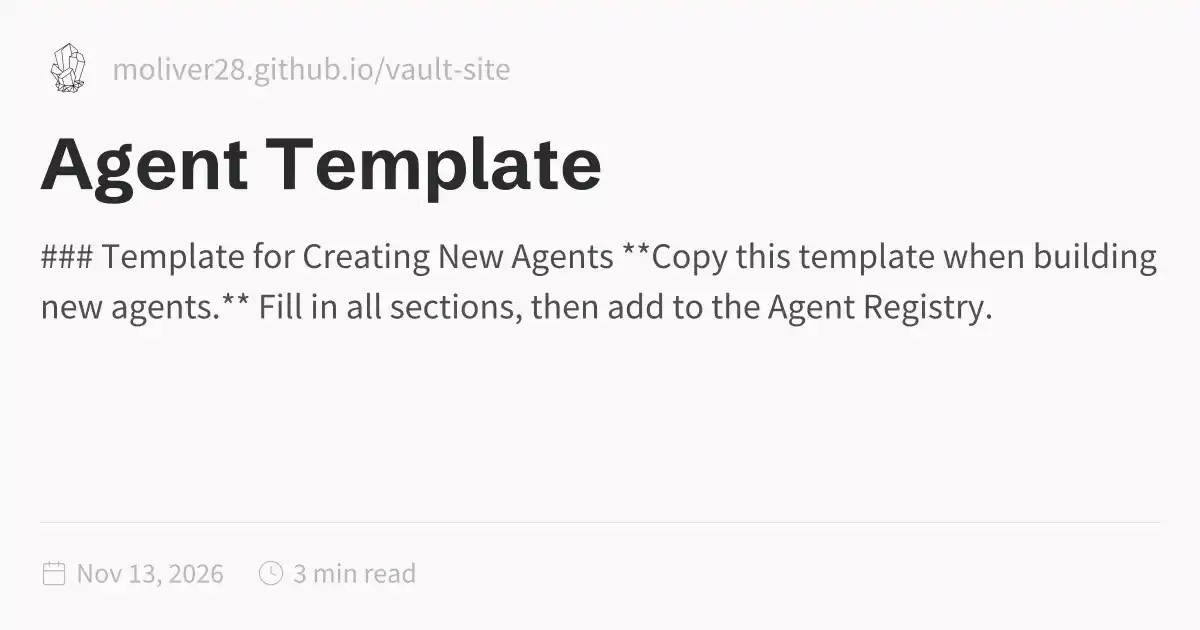 moliver28.github.io/vault-site
Agent Template
### Template for Creating New Agents **Copy this template when building
new agents.** Fill in all sections, then add to the Agent Registry.
Nov 13, 2026 3 min read